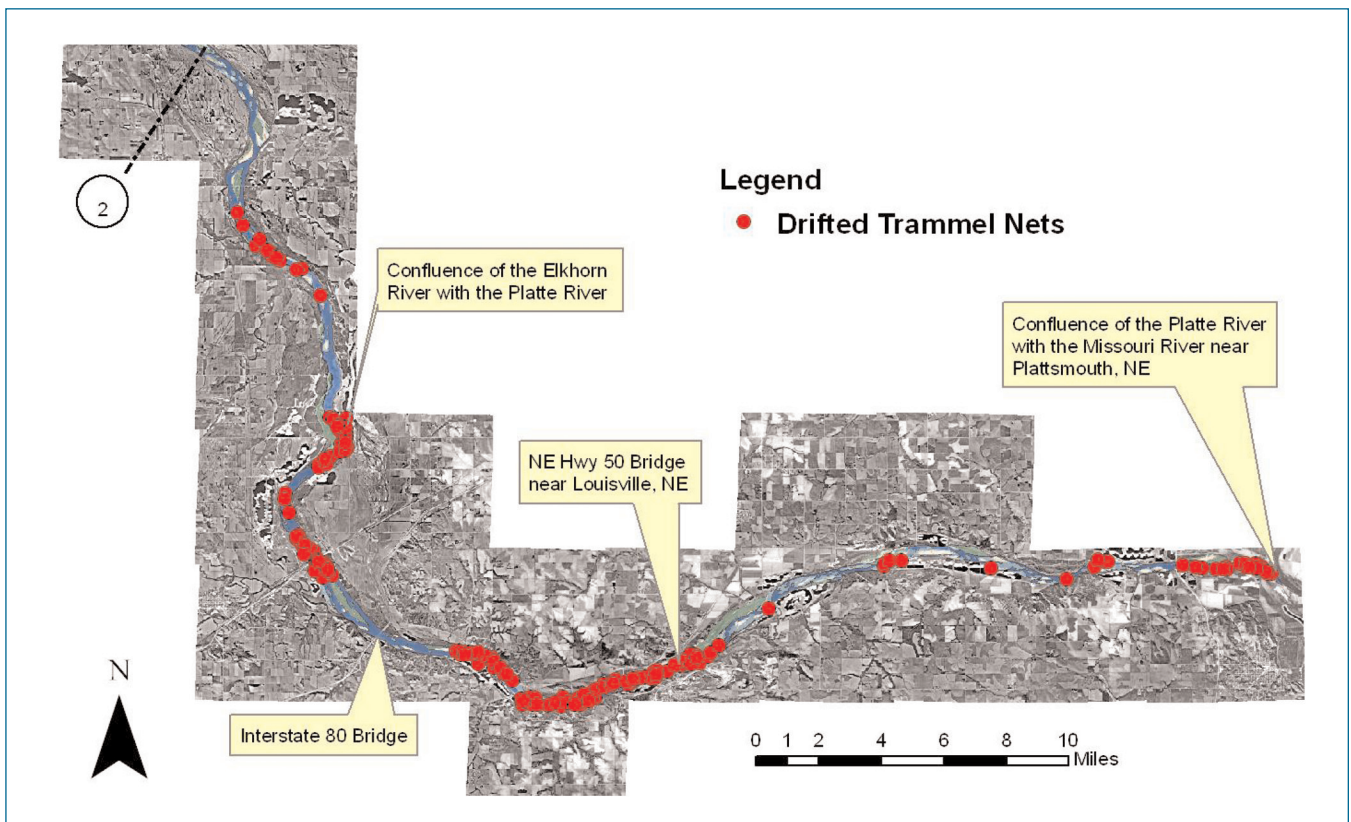 2
Legend
Drifted Trammel Nets
Confluence of the Elkhorn
River with the Platte River
Confluence of the Platte River
with the Missouri River near
Plattsmouth, NE
NE Hwy 50 Bridge
near Louisville, NE
Interstate 80 Bridge
N
0 1 2 4 6 8 10
Miles